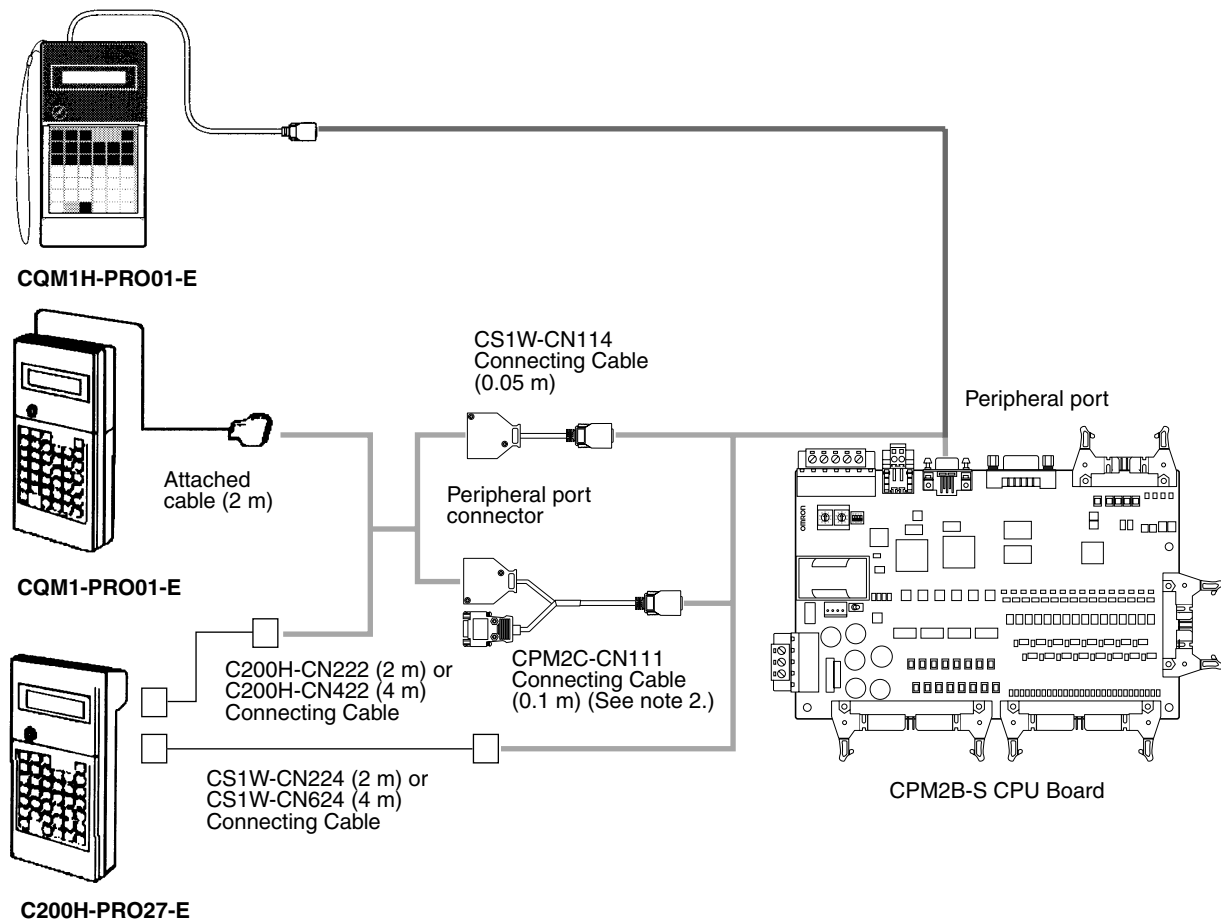 CQM1H-PRO01-E
CS1W-CN114
Connecting Cable
(0.05 m)
Peripheral port
Attached
cable (2 m)
Peripheral port
connector
OMRON
CQM1-PRO01-E
C200H-CN222 (2 m) or
C200H-CN422 (4 m)
Connecting Cable
CPM2C-CN111
Connecting Cable
(0.1 m) (See note 2.)
CS1W-CN224 (2 m) or
CS1W-CN624 (4 m)
Connecting Cable
CPM2B-S CPU Board
C200H-PRO27-E